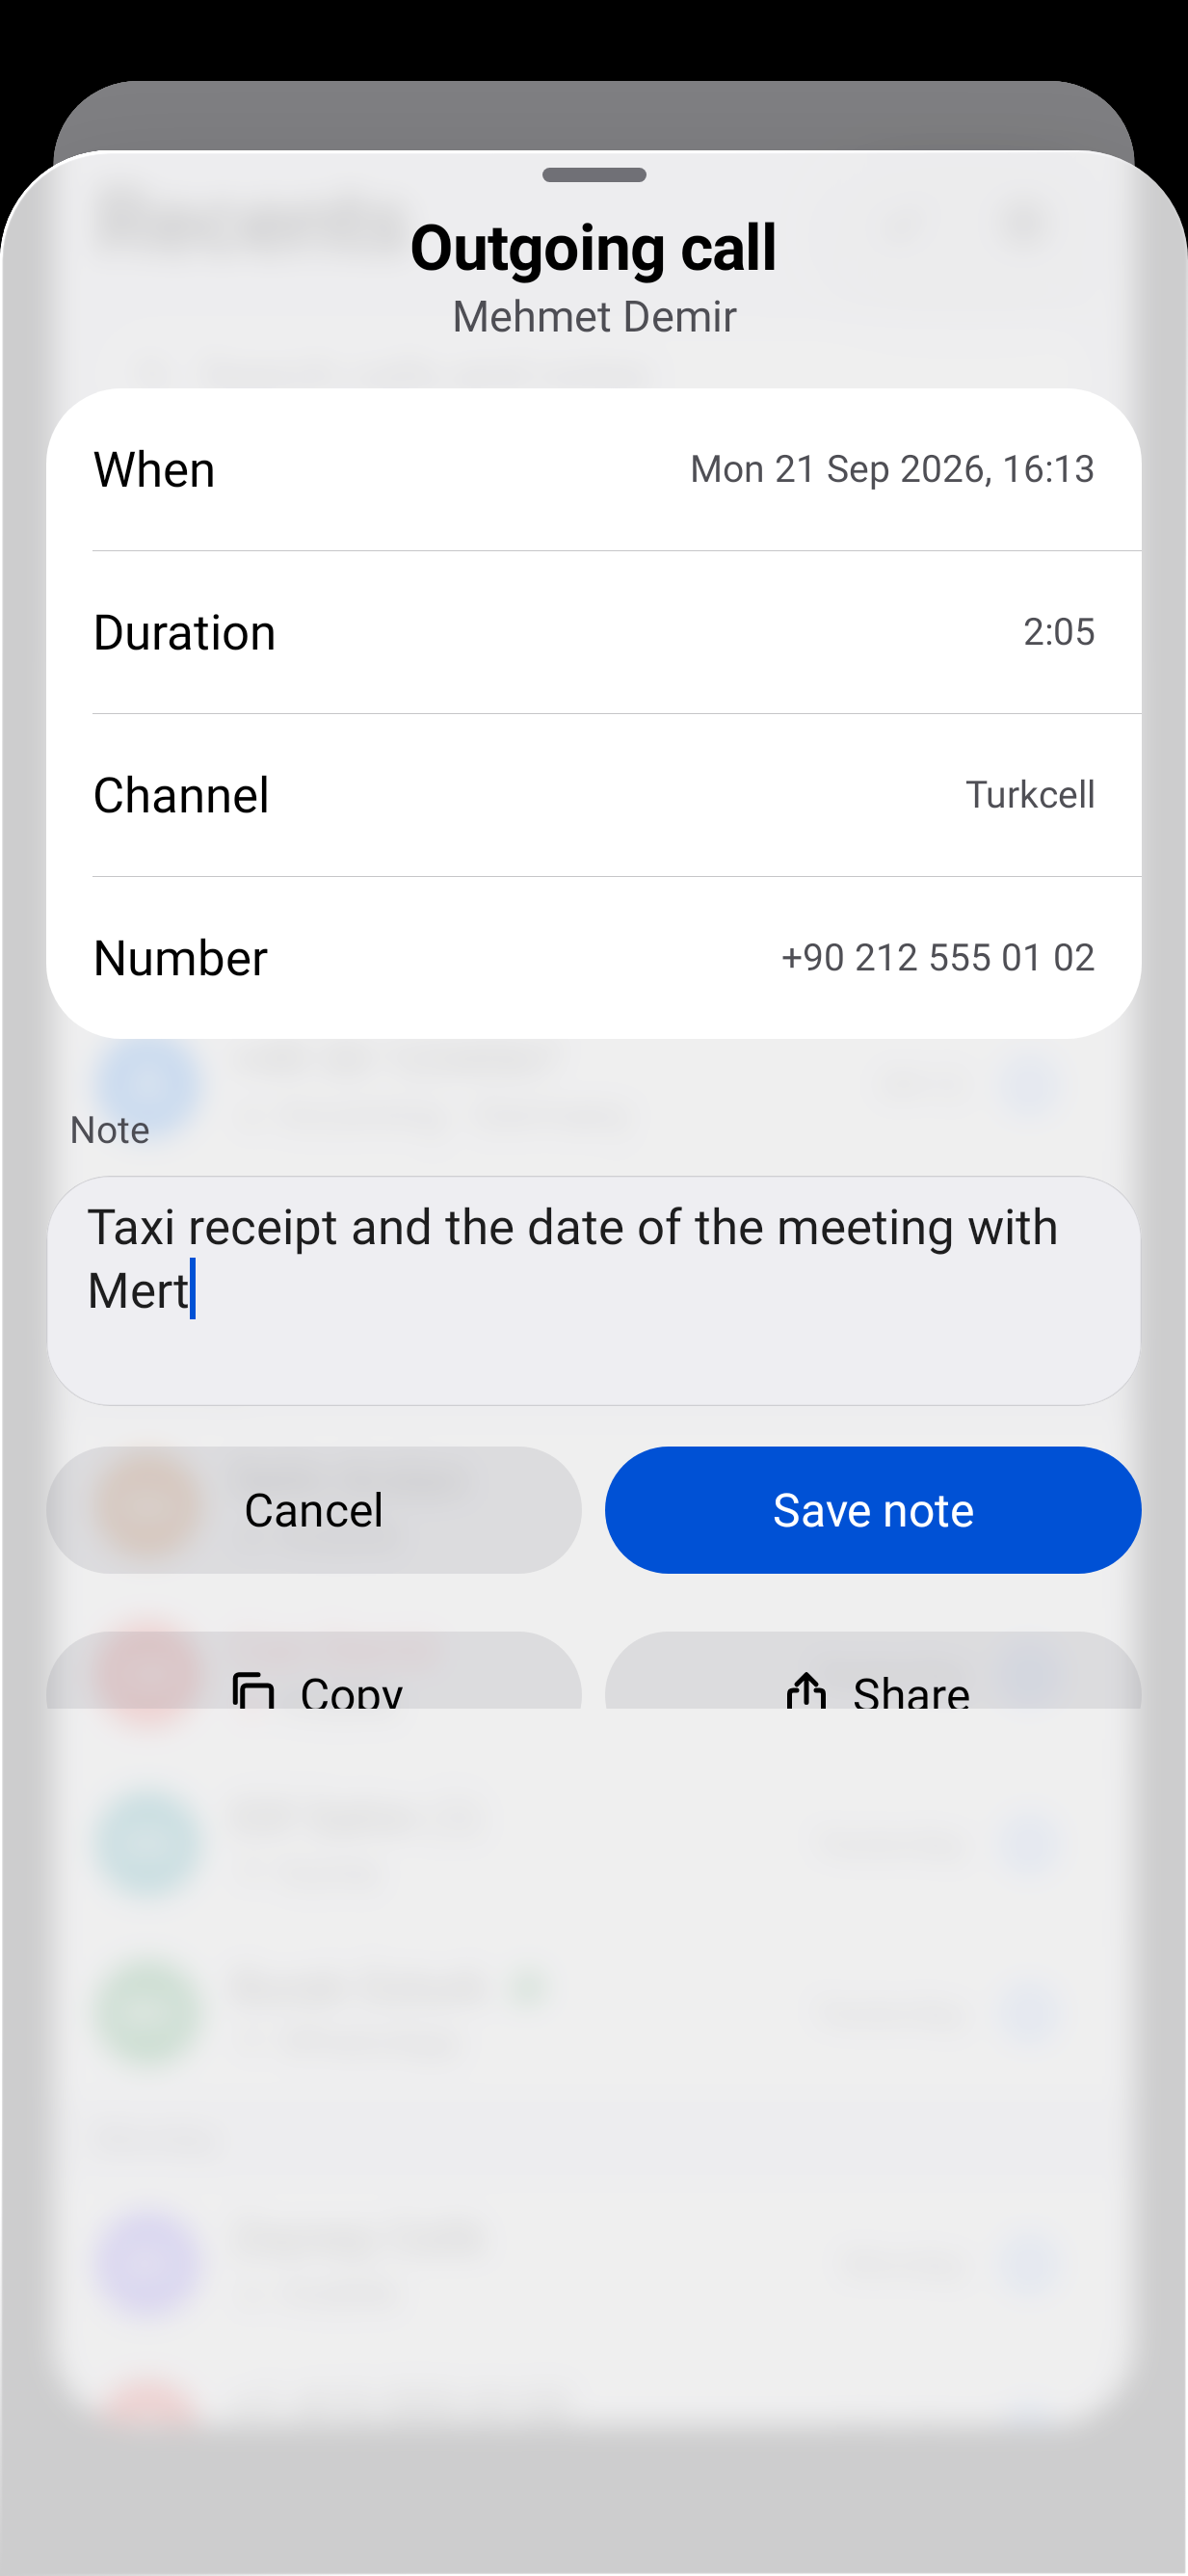 Outgoing call
Mehmet Demir
When
Mon 21 Sep 2026, 16:13
Duration
2:05
Channel
Turkcell
Number
+90 212 555 01 02
Note
Taxi receipt and the date of the meeting with
Mert
Cancel
Save note
Copy
Share